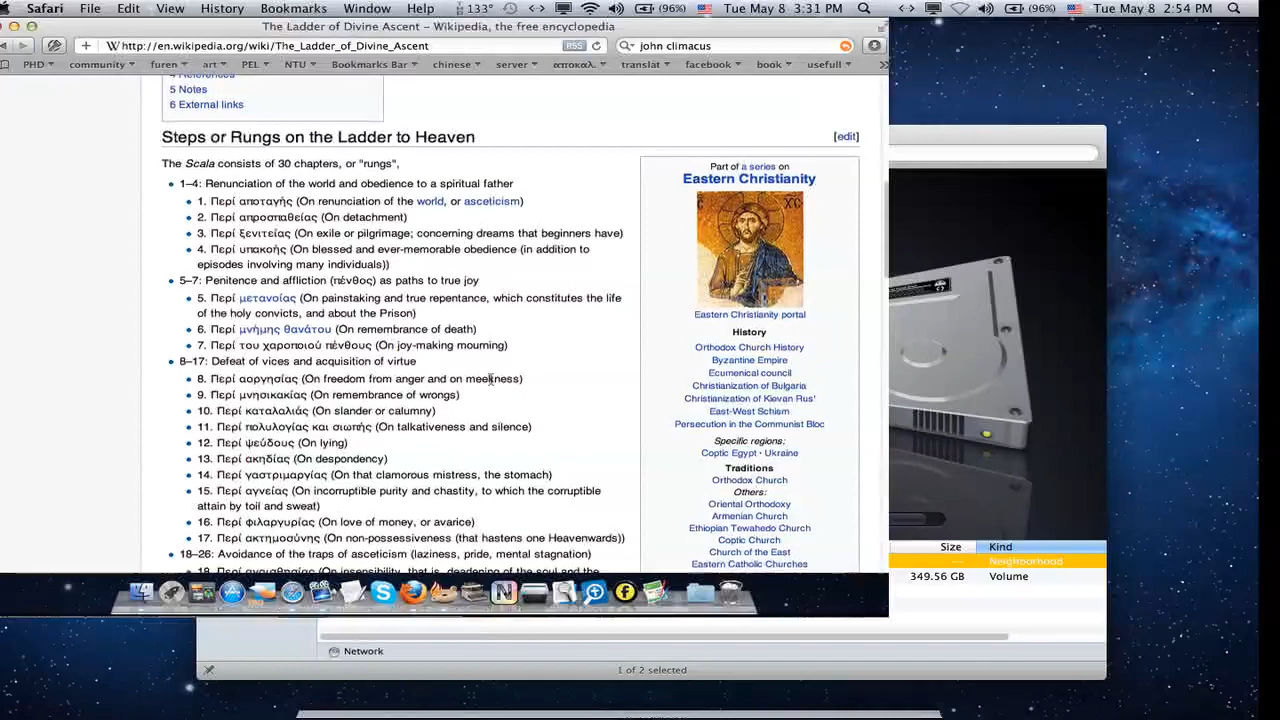 Safari File Edit View History Bookmarks Window Help 133° (96%) Tue May 8 3:31 PM
(96%) Tue May 8 2:54 PM
The Ladder of Divine Ascent – Wikipedia, the free encyclopedia
http://en.wikipedia.org/wiki/The_Ladder_of_Divine_Ascent RSS john climacus
PHD community furen art PEL NTU Bookmarks Bar chinese server αποκαλ. translat facebook book usefull
4 References
5 Notes
6 External links
Steps or Rungs on the Ladder to Heaven [edit]
The Scala consists of 30 chapters, or "rungs",
1–4: Renunciation of the world and obedience to a spiritual father
1. Περί αποταγής (On renunciation of the world, or asceticism)
2. Περί απροσπαθείας (On detachment)
3. Περί ξενιτείας (On exile or pilgrimage; concerning dreams that beginners have)
4. Περί υπακοής (On blessed and ever-memorable obedience (in addition to
episodes involving many individuals))
5–7: Penitence and affliction (πένθος) as paths to true joy
5. Περί μετανοίας (On painstaking and true repentance, which constitutes the life
of the holy convicts, and about the Prison)
6. Περί μνήμης θανάτου (On remembrance of death)
7. Περί του χαροποιού πένθους (On joy-making mourning)
8–17: Defeat of vices and acquisition of virtue
8. Περί αοργησίας (On freedom from anger and on meekness)
9. Περί μνησικακίας (On remembrance of wrongs)
10. Περί καταλαλιάς (On slander or calumny)
11. Περί πολυλογίας και σιωπής (On talkativeness and silence)
12. Περί ψεύδους (On lying)
13. Περί ακηδίας (On despondency)
14. Περί γαστριμαργίας (On that clamorous mistress, the stomach)
15. Περί αγνείας (On incorruptible purity and chastity, to which the corruptible
attain by toil and sweat)
16. Περί φιλαργυρίας (On love of money, or avarice)
17. Περί ακτημοσύνης (On non-possessiveness (that hastens one Heavenwards))
18–26: Avoidance of the traps of asceticism (laziness, pride, mental stagnation)
18. Περί αναισθησίας (On insensibility, that is, deadening of the soul and the
Part of a series on
Eastern Christianity
Eastern Christianity portal
History
Orthodox Church History
Byzantine Empire
Ecumenical council
Christianization of Bulgaria
Christianization of Kievan Rus'
East-West Schism
Persecution in the Communist Bloc
Specific regions:
Coptic Egypt · Ukraine
Traditions
Orthodox Church
Others:
Oriental Orthodoxy
Armenian Church
Ethiopian Tewahedo Church
Coptic Church
Church of the East
Eastern Catholic Churches
Size Kind
Neighborhood
349.56 GB Volume
Network
1 of 2 selected